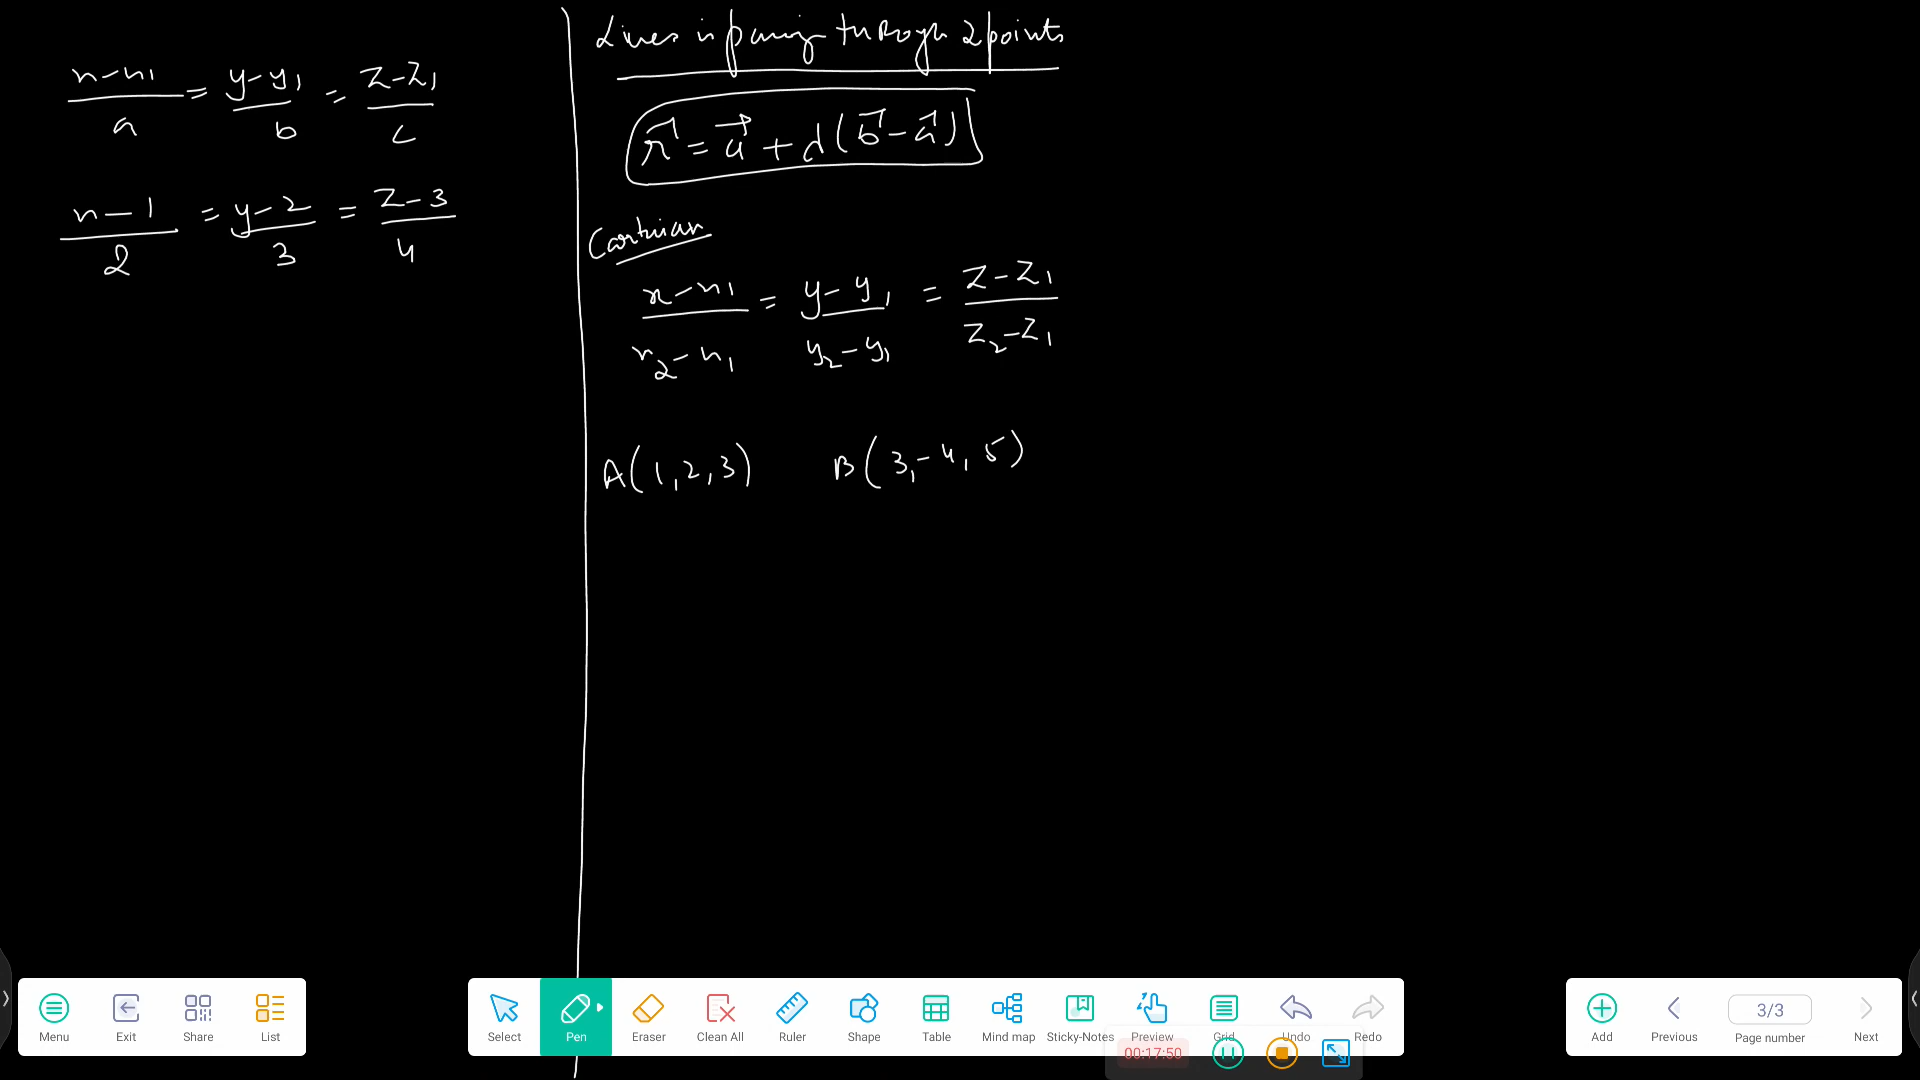 x-x₁/a = y-y₁/b = z-z₁/c
x-1/2 = y-2/3 = z-3/4
Lines is passing through 2 points
r⃗ = a⃗ + λ(b⃗ - a⃗)
Cartesian
x-x₁/x₂-x₁ = y-y₁/y₂-y₁ = z-z₁/z₂-z₁
A(1,2,3) B(3,-4,5)
Menu Exit Share List
Select Pen Eraser Clean All Ruler Shape Table Mind map Sticky-Notes Preview Grid Undo Redo
00:17:50
Add Previous 3/3 Page number Next